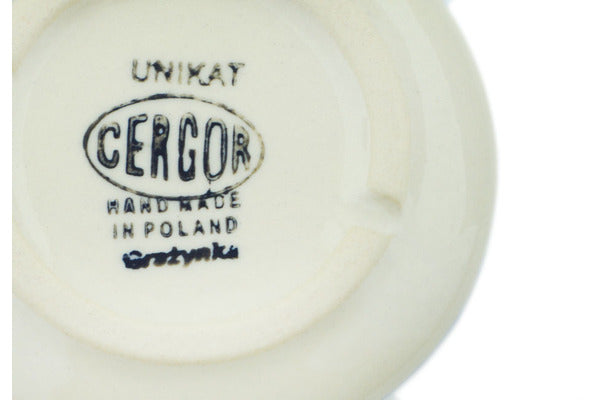 UNIKAT
CERGOR
HAND MADE
IN POLAND
Grażynka